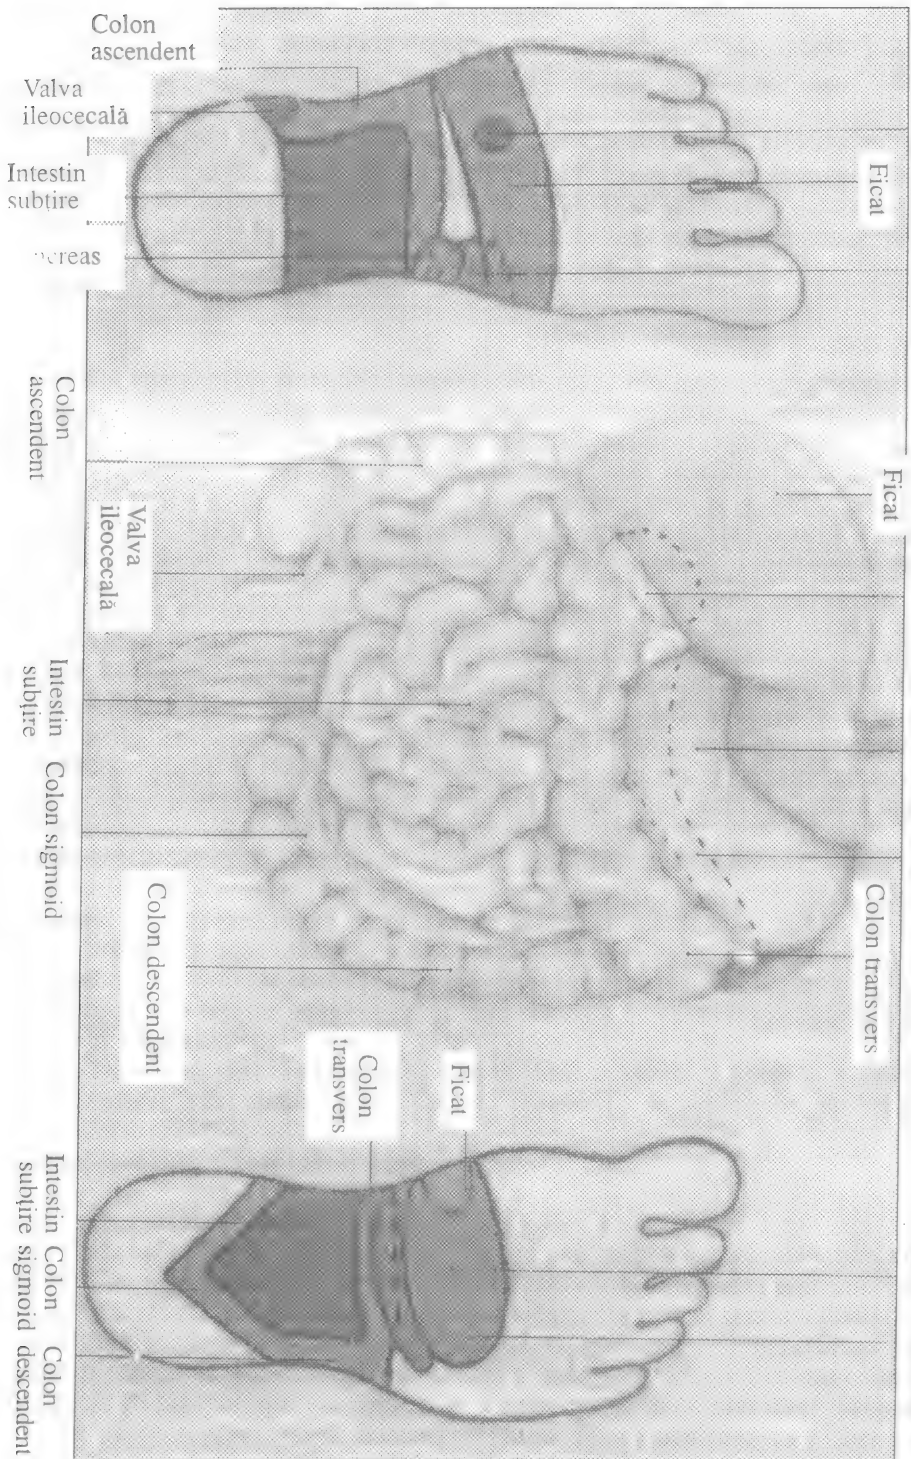 Colon
ascendent
Valva
ileocecală
Intestin
subțire
Ficat
Colon
ascendent
Valva
ileocecală
Ficat
Intestin
subțire
Colon sigmoid
Colon descendent
Colon transvers
Colon
transvers
Ficat
Intestin
subțire
Colon
sigmoid
Colon
descendent